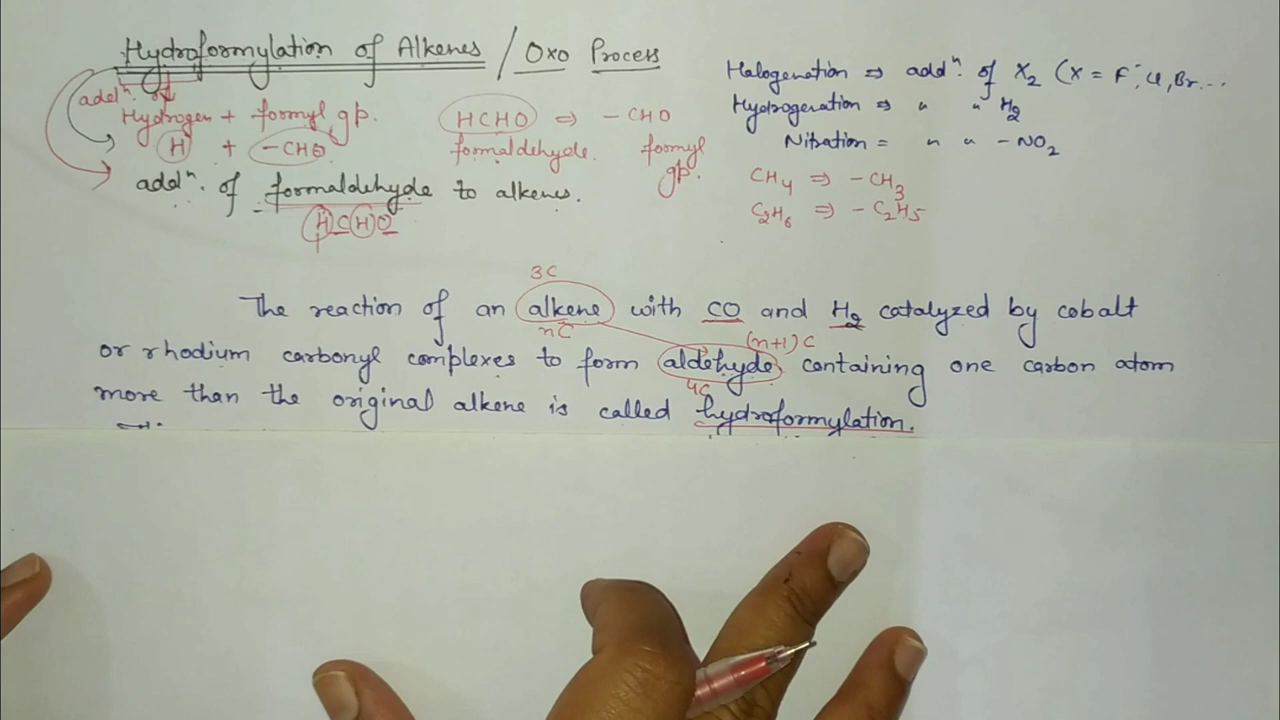 Hydroformylation of Alkenes / Oxo Process
addn. of
Hydrogen + formyl gp.
H + -CHO
HCHO ⇒ -CHO
formaldehyde. formyl gp.
addn. of formaldehyde to alkenes.
HCHO
Halogenation ⇒ addn. of X2 (X = F, Cl, Br...
Hydrogenation ⇒ " " H2
Nitration = " " -NO2
CH4 ⇒ -CH3
C2H6 ⇒ -C2H5
3C
The reaction of an alkene with CO and H2 catalyzed by cobalt
nC (n+1)C
or rhodium carbonyl complexes to form aldehyde containing one carbon atom
4C
more than the original alkene is called hydroformylation.